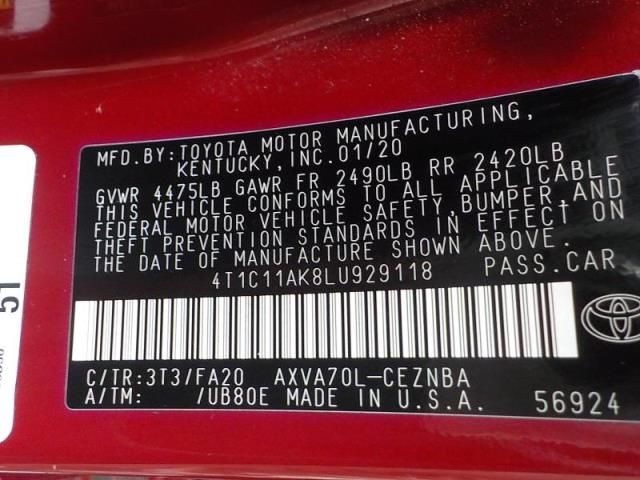 MFD.BY:TOYOTA MOTOR MANUFACTURING,
KENTUCKY,INC.01/20
GVWR 4475LB GAWR FR 2490LB RR 2420LB
THIS VEHICLE CONFORMS TO ALL APPLICABLE
FEDERAL MOTOR VEHICLE SAFETY,BUMPER,AND
THEFT PREVENTION STANDARDS IN EFFECT ON
THE DATE OF MANUFACTURE SHOWN ABOVE.
4T1C11AK8LU929118 PASS.CAR
C/TR:3T3/FA20 AXVA70L-CEZNBA
A/TM: /UB80E MADE IN U.S.A. 56924